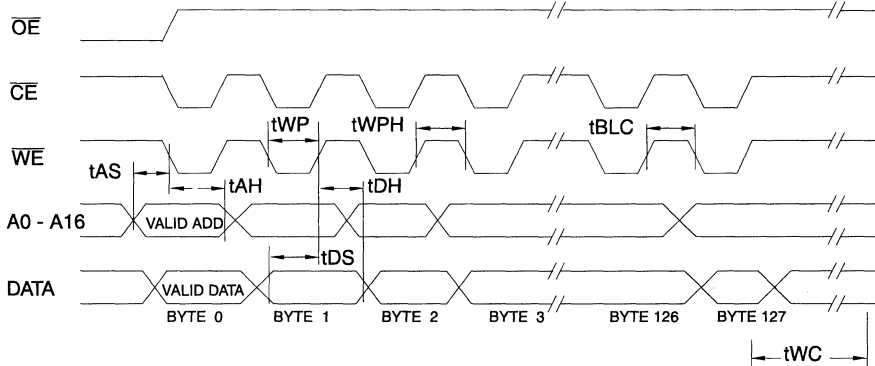 OE
CE
tWP tWPH tBLC
WE
tAS
tAH tDH
A0 - A16 VALID ADD
tDS
DATA VALID DATA
BYTE 0 BYTE 1 BYTE 2 BYTE 3 BYTE 126 BYTE 127
tWC